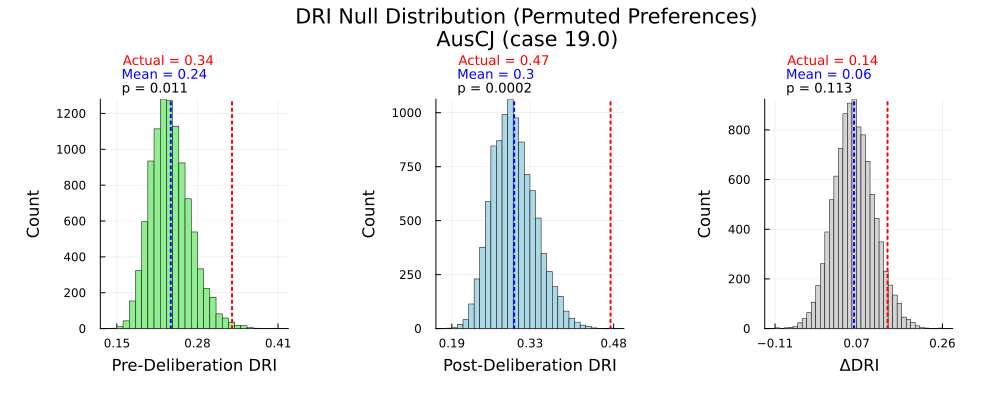 DRI Null Distribution (Permuted Preferences)
AusCJ (case 19.0)
Actual = 0.34
Mean = 0.24
p = 0.011
Count
1200
1000
800
600
400
200
0
0.15 0.28 0.41
Pre-Deliberation DRI
Actual = 0.47
Mean = 0.3
p = 0.0002
Count
1000
750
500
250
0
0.19 0.33 0.48
Post-Deliberation DRI
Actual = 0.14
Mean = 0.06
p = 0.113
Count
800
600
400
200
0
−0.11 0.07 0.26
ΔDRI